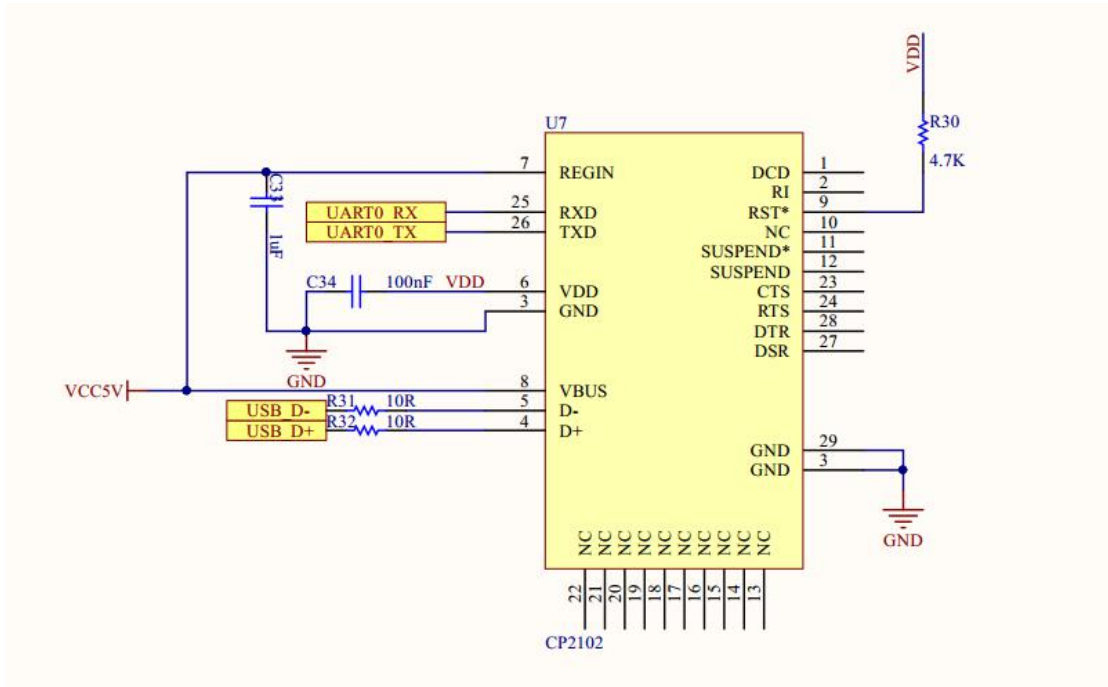 VDD
R30
4.7K
U7
7 REGIN
DCD 1
RI 2
C33
1uF
UART0_RX 25 RXD
RST* 9
UART0_TX 26 TXD
NC 10
SUSPEND* 11
SUSPEND 12
C34 100nF VDD 6 VDD
CTS 23
3 GND
RTS 24
DTR 28
DSR 27
GND
VCC5V
8 VBUS
USB_D- R31 10R 5 D-
USB_D+ R32 10R 4 D+
GND 29
GND 3
GND
NC NC NC NC NC NC NC NC NC NC
22 21 20 19 18 17 16 15 14 13
CP2102